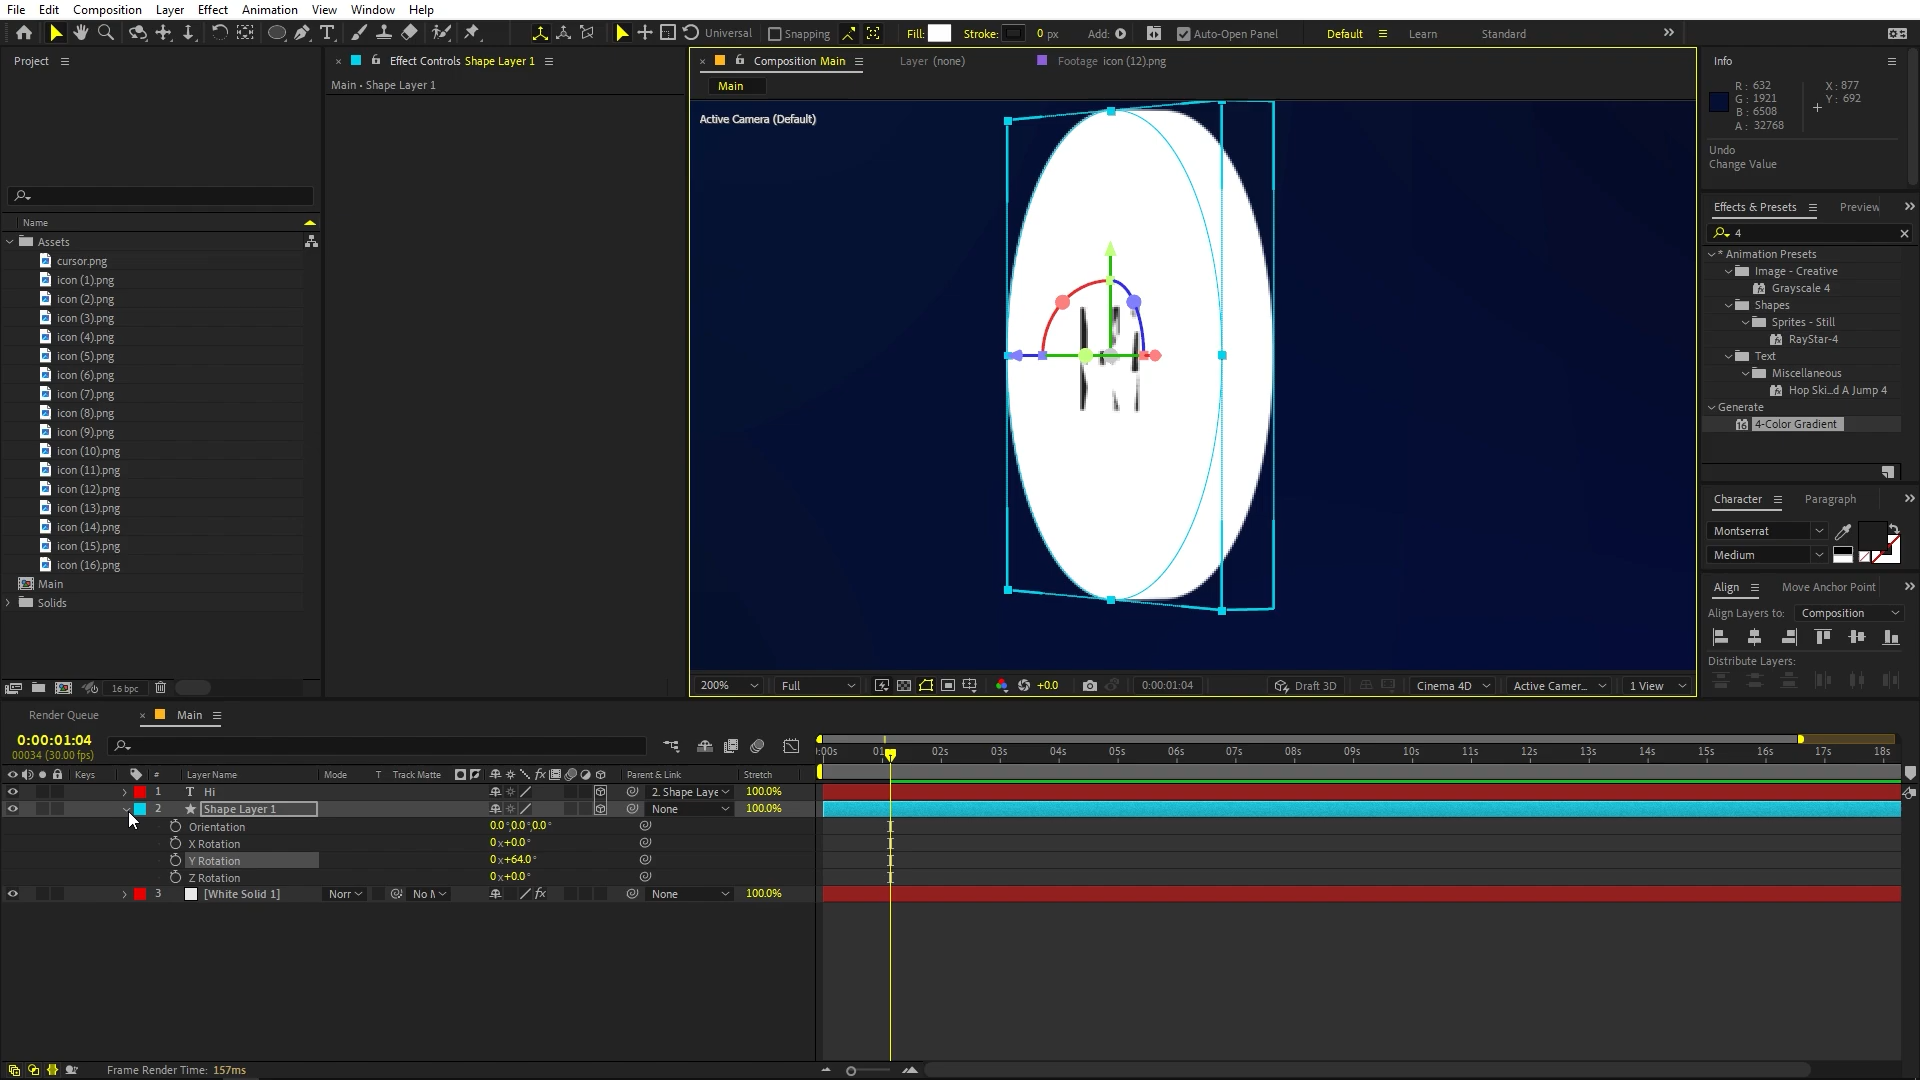 File Edit Composition Layer Effect Animation View Window Help
Universal Snapping Fill: Stroke: 0 px Add: Auto-Open Panel Default Learn Standard
Project
Name
Assets
cursor.png
icon (1).png
icon (2).png
icon (3).png
icon (4).png
icon (5).png
icon (6).png
icon (7).png
icon (8).png
icon (9).png
icon (10).png
icon (11).png
icon (12).png
icon (13).png
icon (14).png
icon (15).png
icon (16).png
Main
Solids
16 bpc
Effect Controls Shape Layer 1
Main • Shape Layer 1
Composition Main Layer (none) Footage icon (12).png
Main
Active Camera (Default)
200% Full +0.0 0:00:01:04 Draft 3D Cinema 4D Active Camer... 1 View
Info
R: 632 X: 877
G: 1921 Y: 692
B: 6508
A: 32768
Undo
Change Value
Effects & Presets Preview
4
* Animation Presets
Image - Creative
Grayscale 4
Shapes
Sprites - Still
RayStar-4
Text
Miscellaneous
Hop Ski...d A Jump 4
Generate
16 4-Color Gradient
Character Paragraph
Montserrat
Medium
Align Move Anchor Point
Align Layers to: Composition
Distribute Layers:
Render Queue Main
0:00:01:04
00034 (30.00 fps)
:00s 01 02s 03s 04s 05s 06s 07s 08s 09s 10s 11s 12s 13s 14s 15s 16s 17s 18s
Keys # Layer Name Mode T Track Matte fx Parent & Link Stretch
1 T Hi 2. Shape Laye 100.0%
2 Shape Layer 1 None 100.0%
Orientation 0.0°,0.0°,0.0°
X Rotation 0x+0.0°
Y Rotation 0x+64.0°
Z Rotation 0x+0.0°
3 [White Solid 1] Norr No M fx None 100.0%
Frame Render Time: 157ms